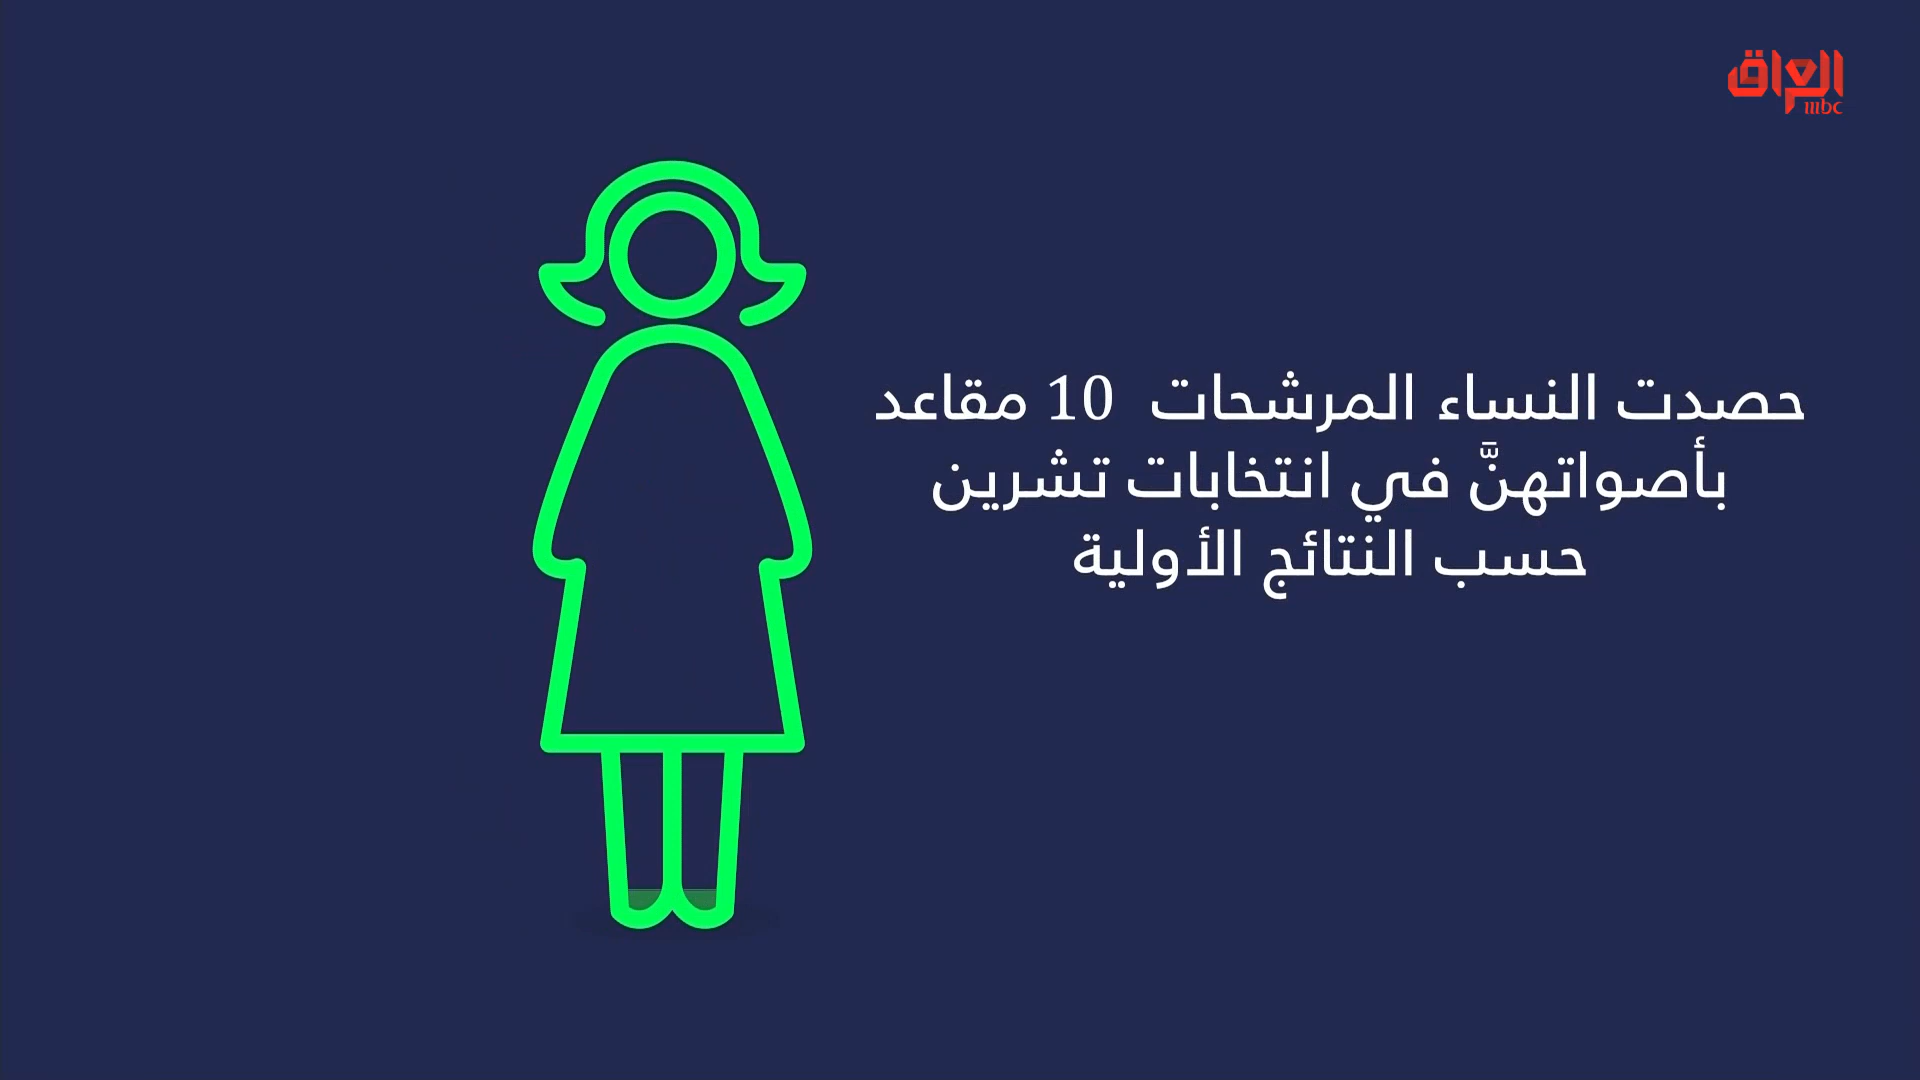 العراق
mbc
حصدت النساء المرشحات 10 مقاعد
بأصواتهنَّ في انتخابات تشرين
حسب النتائج الأولية